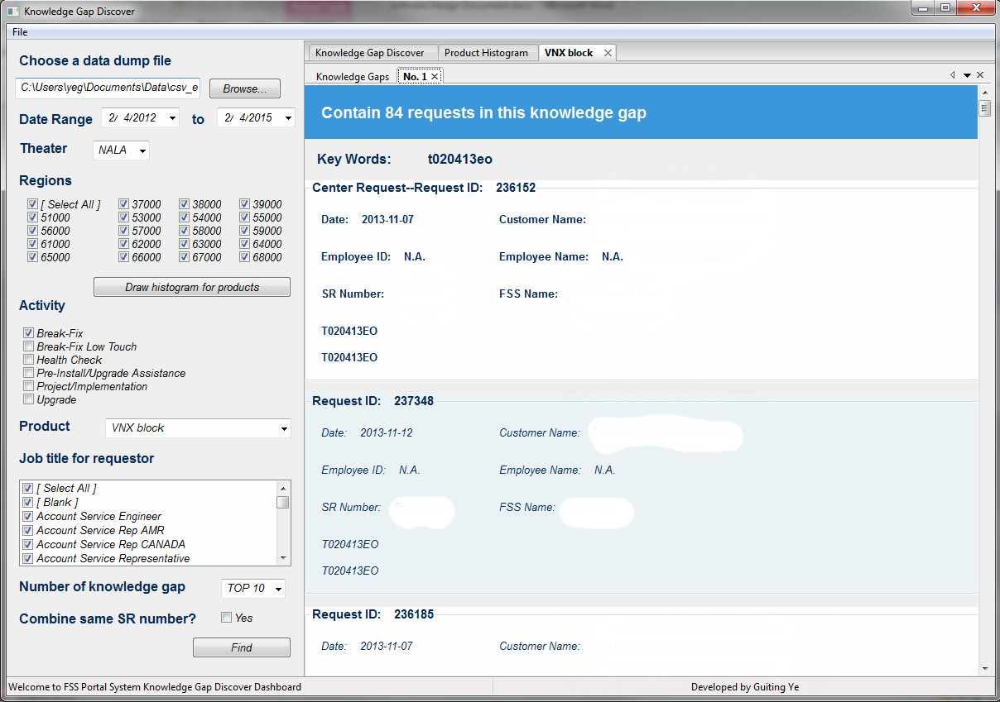 Knowledge Gap Discover
File
Choose a data dump file
C:\Users\yeg\Documents\Data\csv_e
Browse...
Date Range
2/ 4/2012
to
2/ 4/2015
Theater
NALA
Regions
[ Select All ] 37000 38000 39000
51000 53000 54000 55000
56000 57000 58000 59000
61000 62000 63000 64000
65000 66000 67000 68000
Draw histogram for products
Activity
Break-Fix
Break-Fix Low Touch
Health Check
Pre-Install/Upgrade Assistance
Project/Implementation
Upgrade
Product
VNX block
Job title for requestor
[ Select All ]
[ Blank ]
Account Service Engineer
Account Service Rep AMR
Account Service Rep CANADA
Account Service Representative
Number of knowledge gap
TOP 10
Combine same SR number?
Yes
Find
Knowledge Gap Discover Product Histogram VNX block
Knowledge Gaps No. 1
Contain 84 requests in this knowledge gap
Key Words: t020413eo
Center Request--Request ID: 236152
Date: 2013-11-07 Customer Name:
Employee ID: N.A. Employee Name: N.A.
SR Number: FSS Name:
T020413EO
T020413EO
Request ID: 237348
Date: 2013-11-12 Customer Name:
Employee ID: N.A. Employee Name: N.A.
SR Number: FSS Name:
T020413EO
T020413EO
Request ID: 236185
Date: 2013-11-07 Customer Name:
Welcome to FSS Portal System Knowledge Gap Discover Dashboard
Developed by Guiting Ye